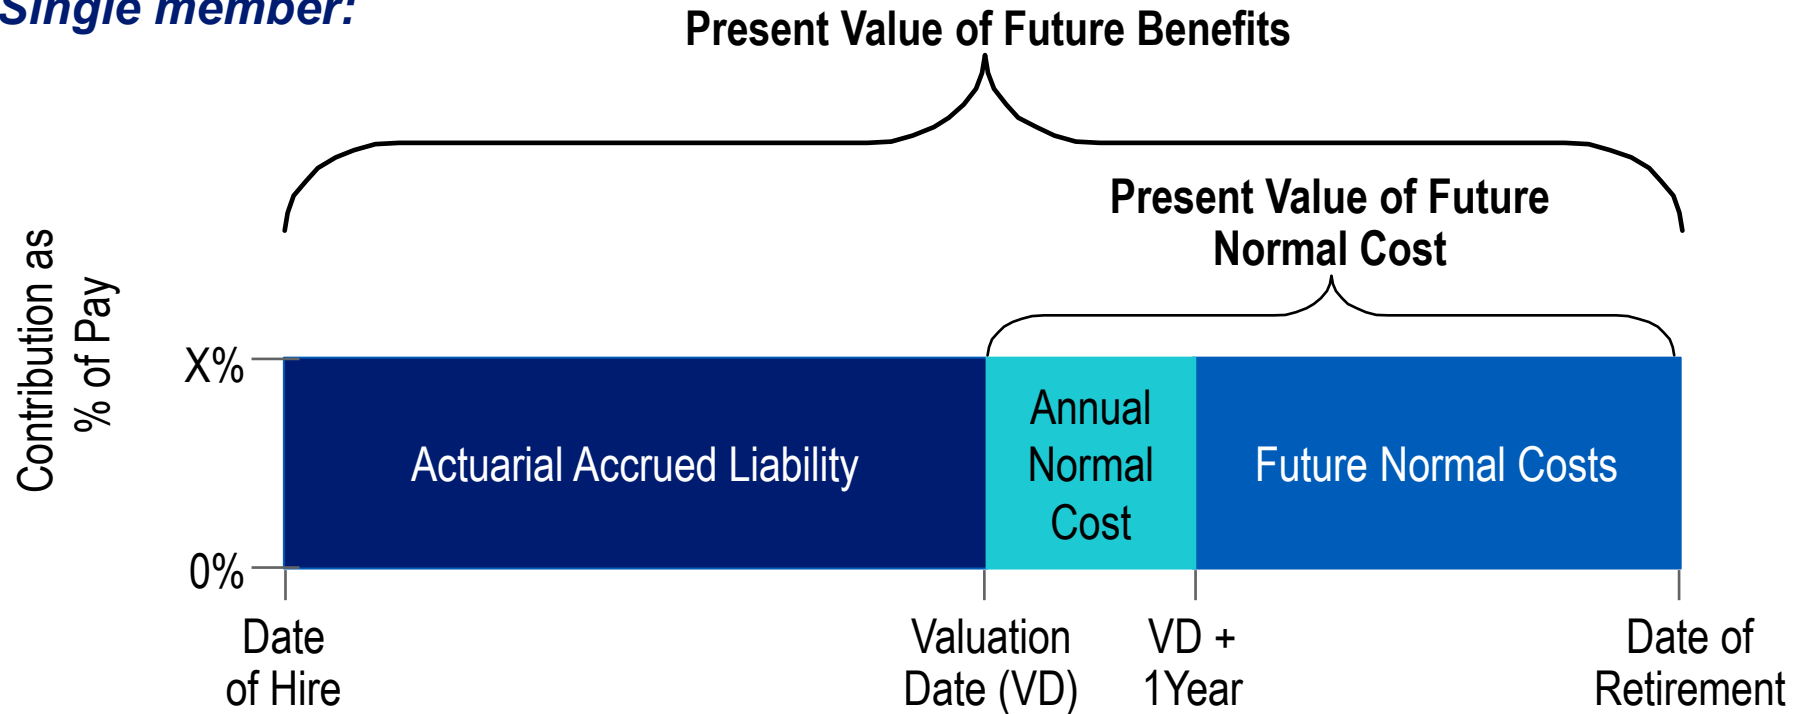 Single member:
Present Value of Future Benefits
Present Value of Future
Normal Cost
Contribution as
% of Pay
X%
0%
Actuarial Accrued Liability
Annual
Normal
Cost
Future Normal Costs
Date
of Hire
Valuation
Date (VD)
VD +
1Year
Date of
Retirement